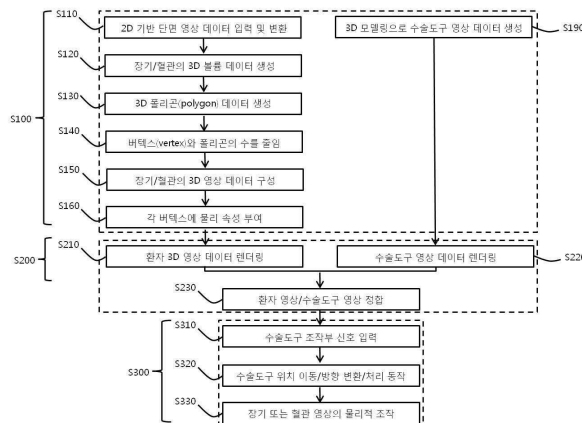 S110
2D 기반 단면 영상 데이터 입력 및 변환
3D 모델링으로 수술도구 영상 데이터 생성
S190
S120
장기/혈관의 3D 볼륨 데이터 생성
S130
3D 폴리곤(polygon) 데이터 생성
S100
S140
버텍스(vertex)와 폴리곤의 수를 줄임
S150
장기/혈관의 3D 영상 데이터 구성
S160
각 버텍스에 물리 속성 부여
S200
S210
환자 3D 영상 데이터 렌더링
수술도구 영상 데이터 렌더링
S220
S230
환자 영상/수술도구 영상 정합
S310
수술도구 조작부 신호 입력
S300
S320
수술도구 위치 이동/방향 변환/처리 동작
S330
장기 또는 혈관 영상의 물리적 조작